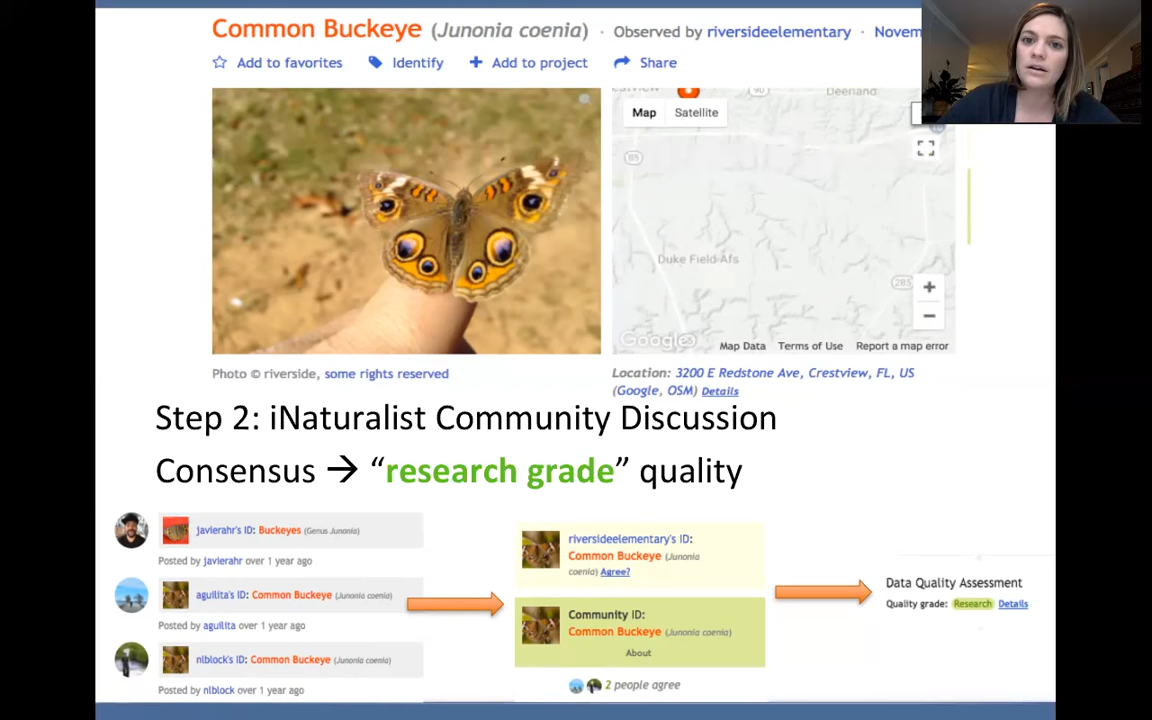 Common Buckeye (Junonia coenia) · Observed by riversideelementary · Novem
Add to favorites Identify Add to project Share
Map Satellite
Deerland
90
85
Duke Field-Afs
285
Google
Map Data Terms of Use Report a map error
Photo © riverside, some rights reserved
Location: 3200 E Redstone Ave, Crestview, FL, US
(Google, OSM) Details
Step 2: iNaturalist Community Discussion
Consensus → “research grade” quality
javierahr's ID: Buckeyes (Genus Junonia)
Posted by javierahr over 1 year ago
aguilita's ID: Common Buckeye (Junonia coenia)
Posted by aguilita over 1 year ago
nlblock's ID: Common Buckeye (Junonia coenia)
Posted by nlblock over 1 year ago
riversideelementary's ID:
Common Buckeye (Junonia
coenia) Agree?
Community ID:
Common Buckeye (Junonia coenia)
About
2 people agree
Data Quality Assessment
Quality grade: Research Details